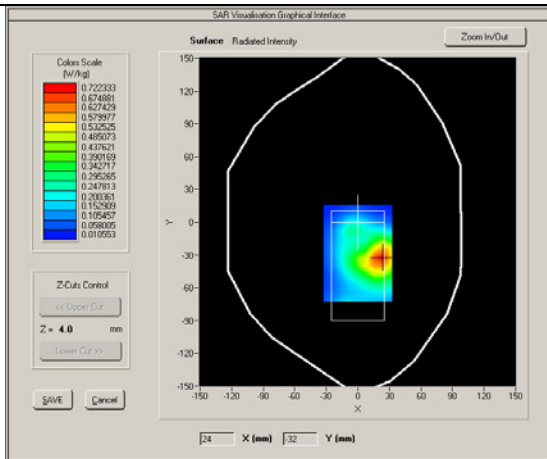 SAR Visualisation Graphical Interface
Surface Radiated Intensity
Zoom In/Out
Colors Scale
(W/kg)
0.722333
0.674881
0.627429
0.579977
0.532525
0.485073
0.437621
0.390169
0.342717
0.295265
0.247813
0.200361
0.152909
0.105457
0.058005
0.010553
Z-Cuts Control
<< Upper Cut
Z = 4.0 mm
Lower Cut >>
SAVE Cancel
150
120
90
60
30
0
-30
-60
-90
-120
-150
Y
-150 -120 -90 -60 -30 0 30 60 90 120 150
X
24 X (mm) -32 Y (mm)